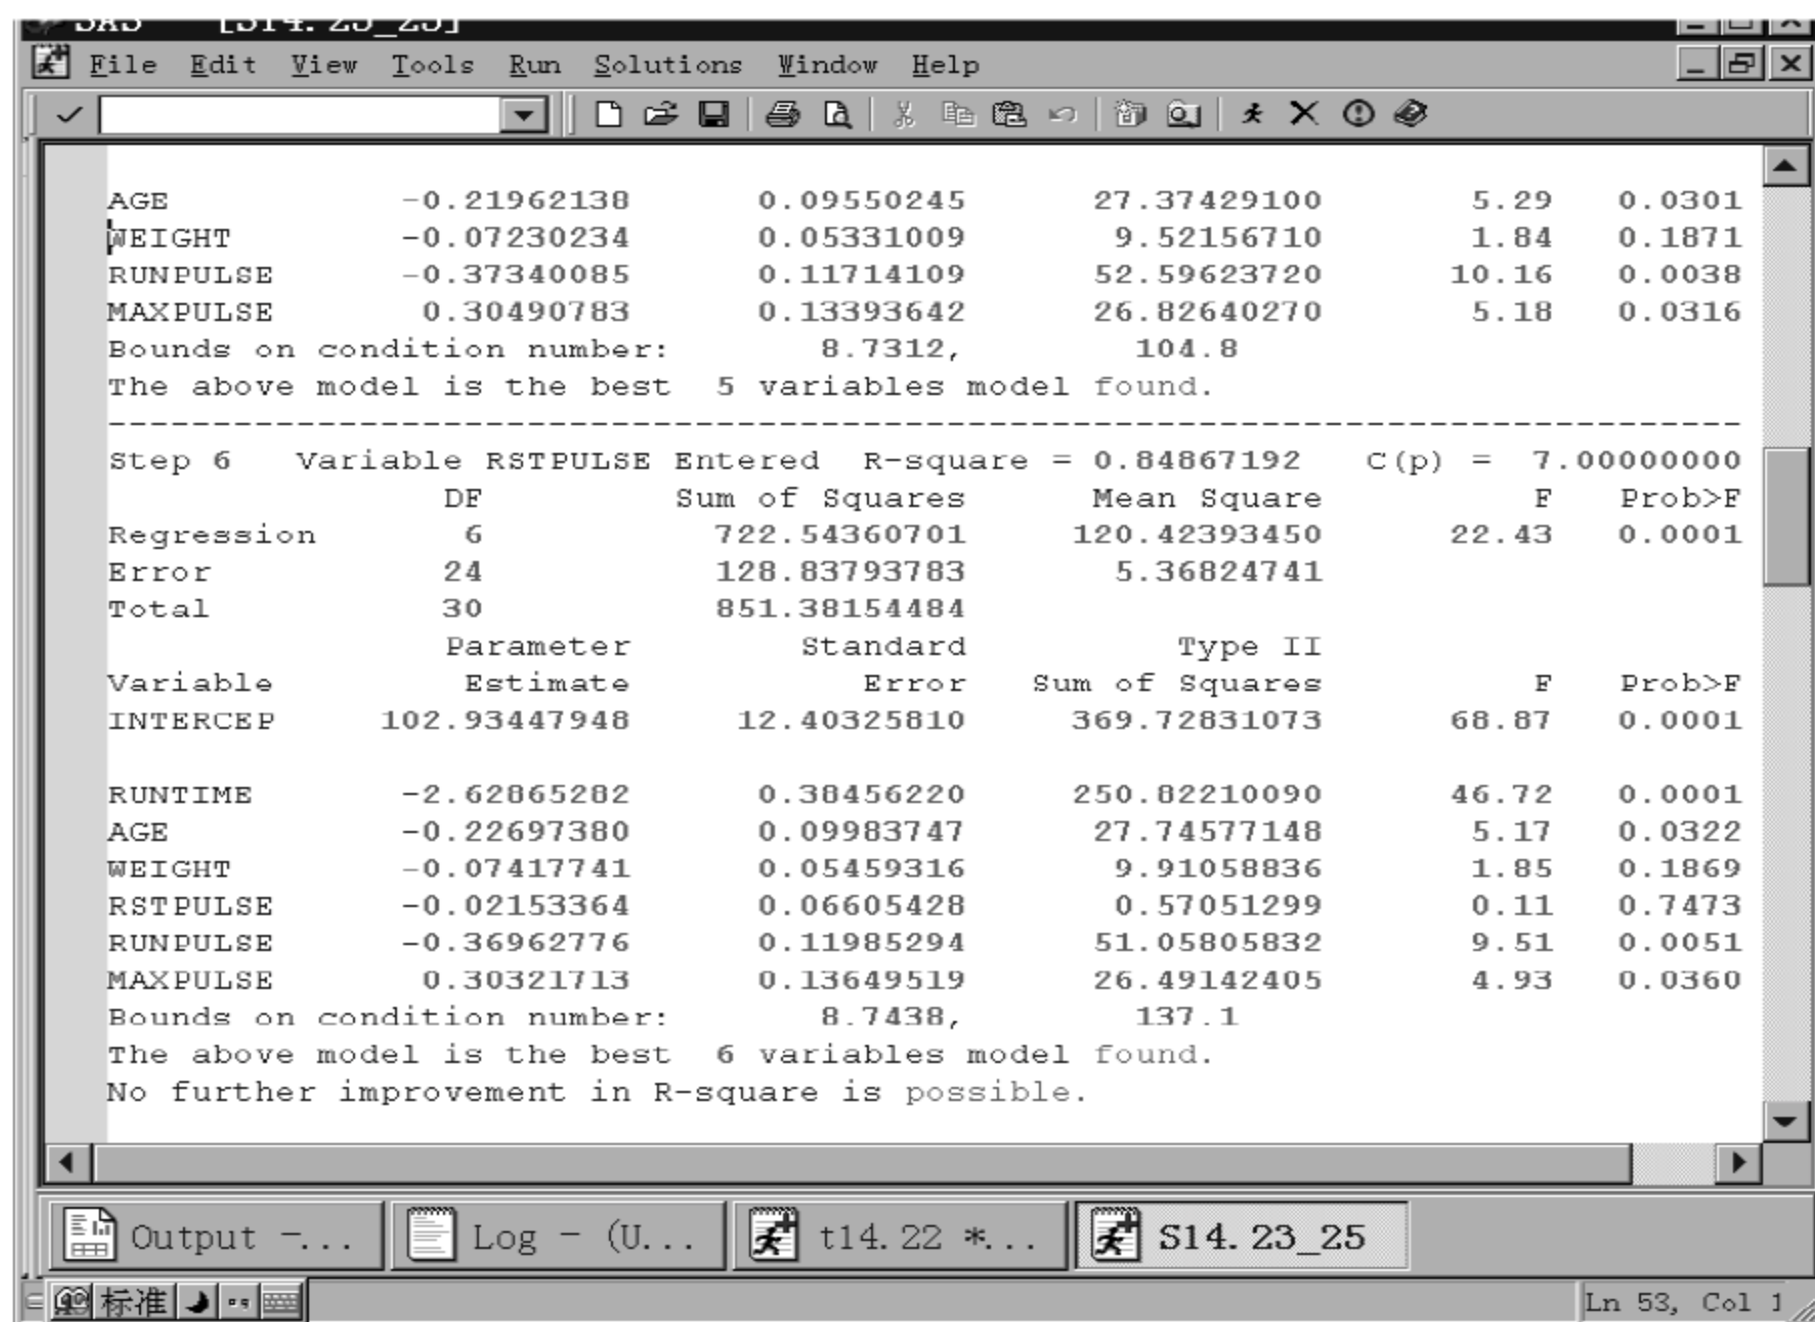 SAS [S14. 23_25]
File Edit View Tools Run Solutions Window Help
AGE -0.21962138 0.09550245 27.37429100 5.29 0.0301
WEIGHT -0.07230234 0.05331009 9.52156710 1.84 0.1871
RUNPULSE -0.37340085 0.11714109 52.59623720 10.16 0.0038
MAXPULSE 0.30490783 0.13393642 26.82640270 5.18 0.0316
Bounds on condition number: 8.7312, 104.8
The above model is the best 5 variables model found.
--------------------------------------------------------------------------------
Step 6 Variable RSTPULSE Entered R-square = 0.84867192 C(p) = 7.00000000
DF Sum of Squares Mean Square F Prob>F
Regression 6 722.54360701 120.42393450 22.43 0.0001
Error 24 128.83793783 5.36824741
Total 30 851.38154484
Parameter Standard Type II
Variable Estimate Error Sum of Squares F Prob>F
INTERCEP 102.93447948 12.40325810 369.72831073 68.87 0.0001
RUNTIME -2.62865282 0.38456220 250.82210090 46.72 0.0001
AGE -0.22697380 0.09983747 27.74577148 5.17 0.0322
WEIGHT -0.07417741 0.05459316 9.91058836 1.85 0.1869
RSTPULSE -0.02153364 0.06605428 0.57051299 0.11 0.7473
RUNPULSE -0.36962776 0.11985294 51.05805832 9.51 0.0051
MAXPULSE 0.30321713 0.13649519 26.49142405 4.93 0.0360
Bounds on condition number: 8.7438, 137.1
The above model is the best 6 variables model found.
No further improvement in R-square is possible.
Output -... Log - (U... t14. 22 *... S14. 23_25
标准 Ln 53, Col 1